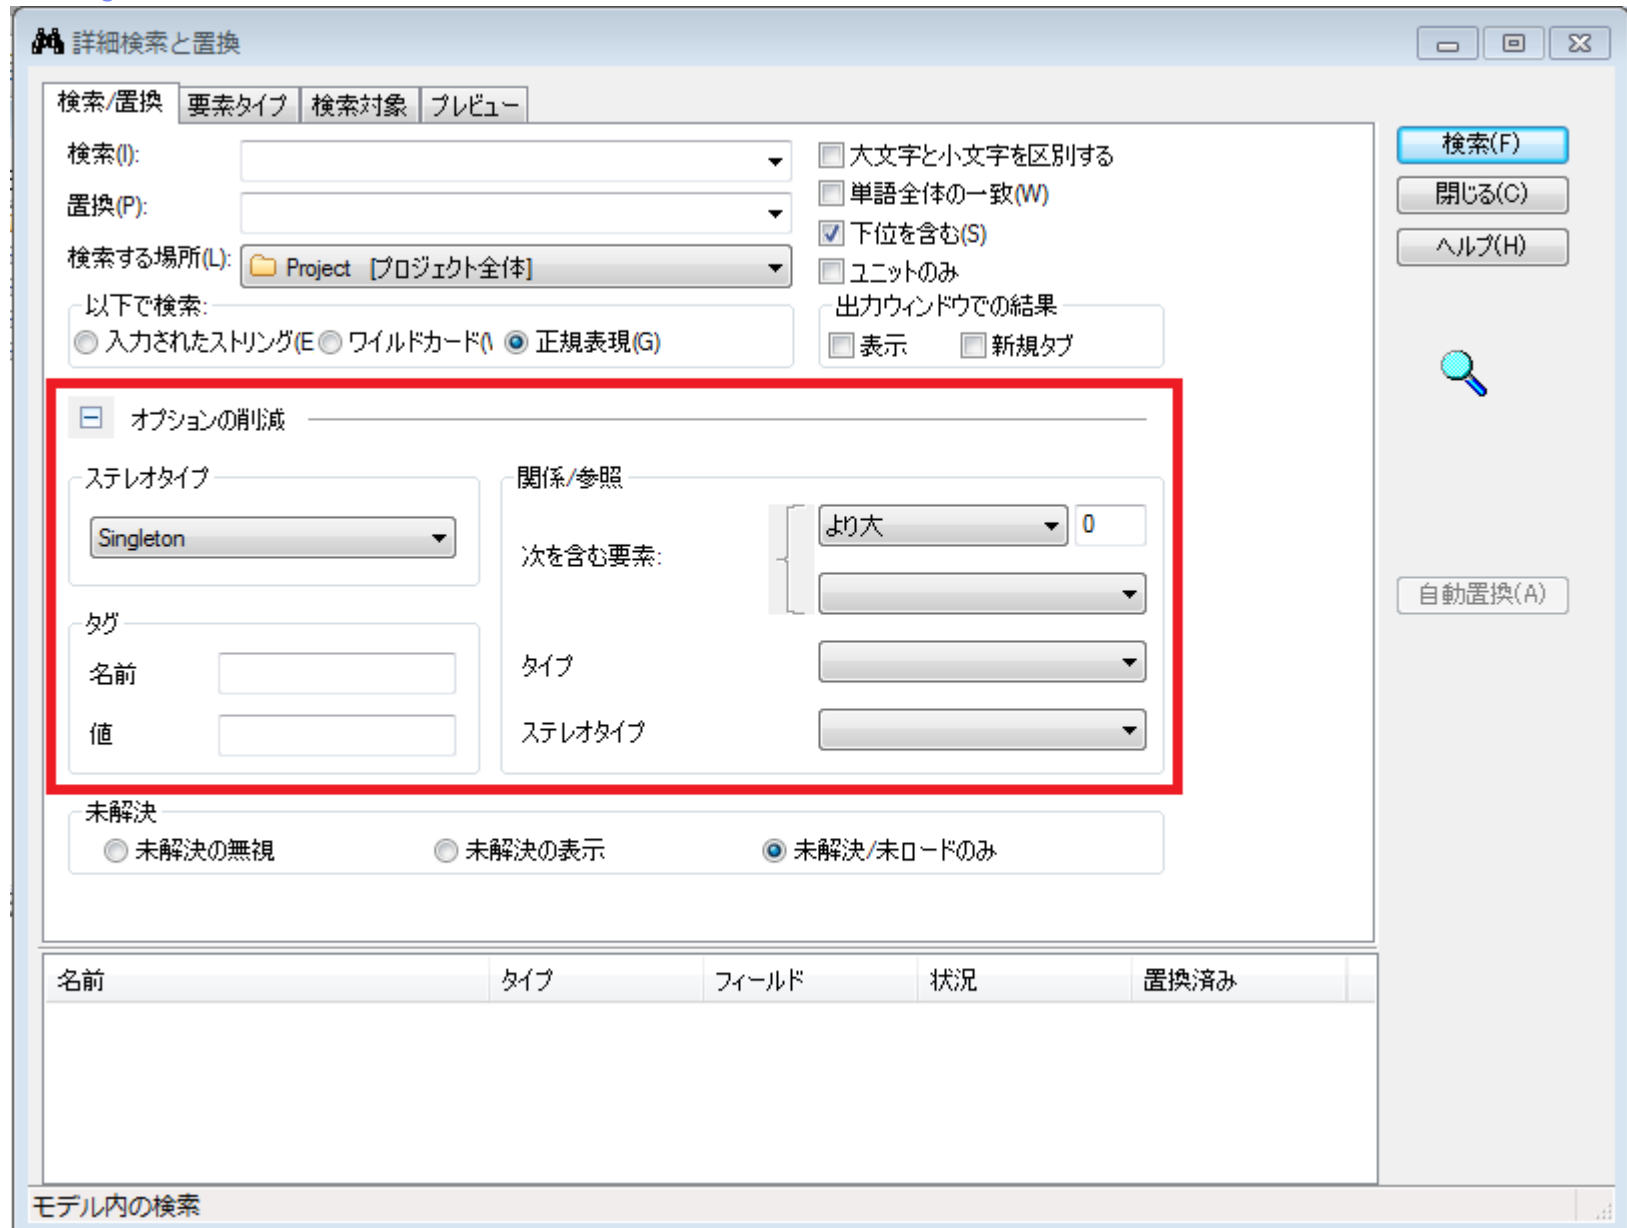 詳細検索と置換
検索/置換 要素タイプ 検索対象 プレビュー
検索(I):
置換(P):
検索する場所(L): Project [プロジェクト全体]
大文字と小文字を区別する
単語全体の一致(W)
下位を含む(S)
ユニットのみ
検索(F)
閉じる(C)
ヘルプ(H)
以下で検索:
入力されたストリング(E ワイルドカード(\ 正規表現(G)
出力ウィンドウでの結果
表示 新規タブ
オプションの削減
ステレオタイプ
Singleton
タグ
名前
値
関係/参照
次を含む要素: より大 0
タイプ
ステレオタイプ
自動置換(A)
未解決
未解決の無視 未解決の表示 未解決/未ロードのみ
名前 タイプ フィールド 状況 置換済み
モデル内の検索